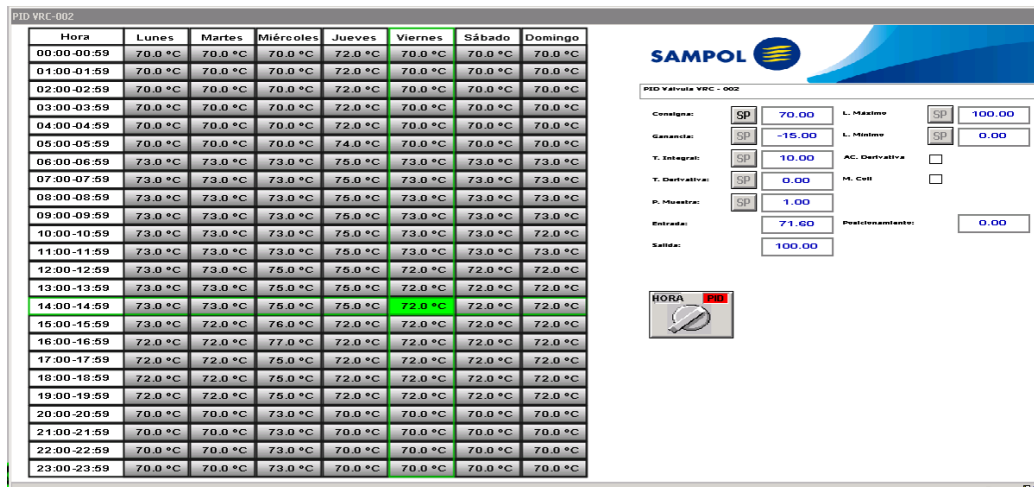 PID VRC-002
Hora Lunes Martes Miércoles Jueves Viernes Sábado Domingo
00:00-00:59 70.0 °C 70.0 °C 70.0 °C 72.0 °C 70.0 °C 70.0 °C 70.0 °C
01:00-01:59 70.0 °C 70.0 °C 70.0 °C 72.0 °C 70.0 °C 70.0 °C 70.0 °C
02:00-02:59 70.0 °C 70.0 °C 70.0 °C 72.0 °C 70.0 °C 70.0 °C 70.0 °C
03:00-03:59 70.0 °C 70.0 °C 70.0 °C 72.0 °C 70.0 °C 70.0 °C 70.0 °C
04:00-04:59 70.0 °C 70.0 °C 70.0 °C 72.0 °C 70.0 °C 70.0 °C 70.0 °C
05:00-05:59 70.0 °C 70.0 °C 70.0 °C 74.0 °C 70.0 °C 70.0 °C 70.0 °C
06:00-06:59 73.0 °C 73.0 °C 73.0 °C 75.0 °C 73.0 °C 73.0 °C 70.0 °C
07:00-07:59 73.0 °C 73.0 °C 73.0 °C 75.0 °C 73.0 °C 73.0 °C 70.0 °C
08:00-08:59 73.0 °C 73.0 °C 73.0 °C 75.0 °C 73.0 °C 73.0 °C 70.0 °C
09:00-09:59 73.0 °C 73.0 °C 73.0 °C 75.0 °C 73.0 °C 73.0 °C 70.0 °C
10:00-10:59 73.0 °C 73.0 °C 73.0 °C 75.0 °C 73.0 °C 73.0 °C 72.0 °C
11:00-11:59 73.0 °C 73.0 °C 73.0 °C 75.0 °C 73.0 °C 73.0 °C 72.0 °C
12:00-12:59 73.0 °C 73.0 °C 75.0 °C 75.0 °C 72.0 °C 72.0 °C 72.0 °C
13:00-13:59 73.0 °C 73.0 °C 75.0 °C 75.0 °C 72.0 °C 72.0 °C 72.0 °C
14:00-14:59 73.0 °C 73.0 °C 75.0 °C 75.0 °C 72.0 °C 72.0 °C 72.0 °C
15:00-15:59 73.0 °C 72.0 °C 76.0 °C 72.0 °C 72.0 °C 72.0 °C 72.0 °C
16:00-16:59 72.0 °C 72.0 °C 77.0 °C 72.0 °C 72.0 °C 72.0 °C 72.0 °C
17:00-17:59 72.0 °C 72.0 °C 75.0 °C 72.0 °C 72.0 °C 72.0 °C 72.0 °C
18:00-18:59 72.0 °C 72.0 °C 75.0 °C 72.0 °C 72.0 °C 72.0 °C 72.0 °C
19:00-19:59 72.0 °C 72.0 °C 75.0 °C 72.0 °C 72.0 °C 72.0 °C 72.0 °C
20:00-20:59 70.0 °C 70.0 °C 73.0 °C 70.0 °C 70.0 °C 70.0 °C 70.0 °C
21:00-21:59 70.0 °C 70.0 °C 73.0 °C 70.0 °C 70.0 °C 70.0 °C 70.0 °C
22:00-22:59 70.0 °C 70.0 °C 73.0 °C 70.0 °C 70.0 °C 70.0 °C 70.0 °C
23:00-23:59 70.0 °C 70.0 °C 73.0 °C 70.0 °C 70.0 °C 70.0 °C 70.0 °C
SAMPOL
PID Válvula VRC - 002
Consigna: SP 70.00 L. Máximo SP 100.00
Ganancia: SP -15.00 L. Mínimo SP 0.00
T. Integral: SP 10.00 AC. Derivativa
T. Derivativa: SP 0.00 M. Coil
P. Muestra: SP 1.00
Entrada: 71.60 Posicionamiento: 0.00
Salida: 100.00
HORA PID